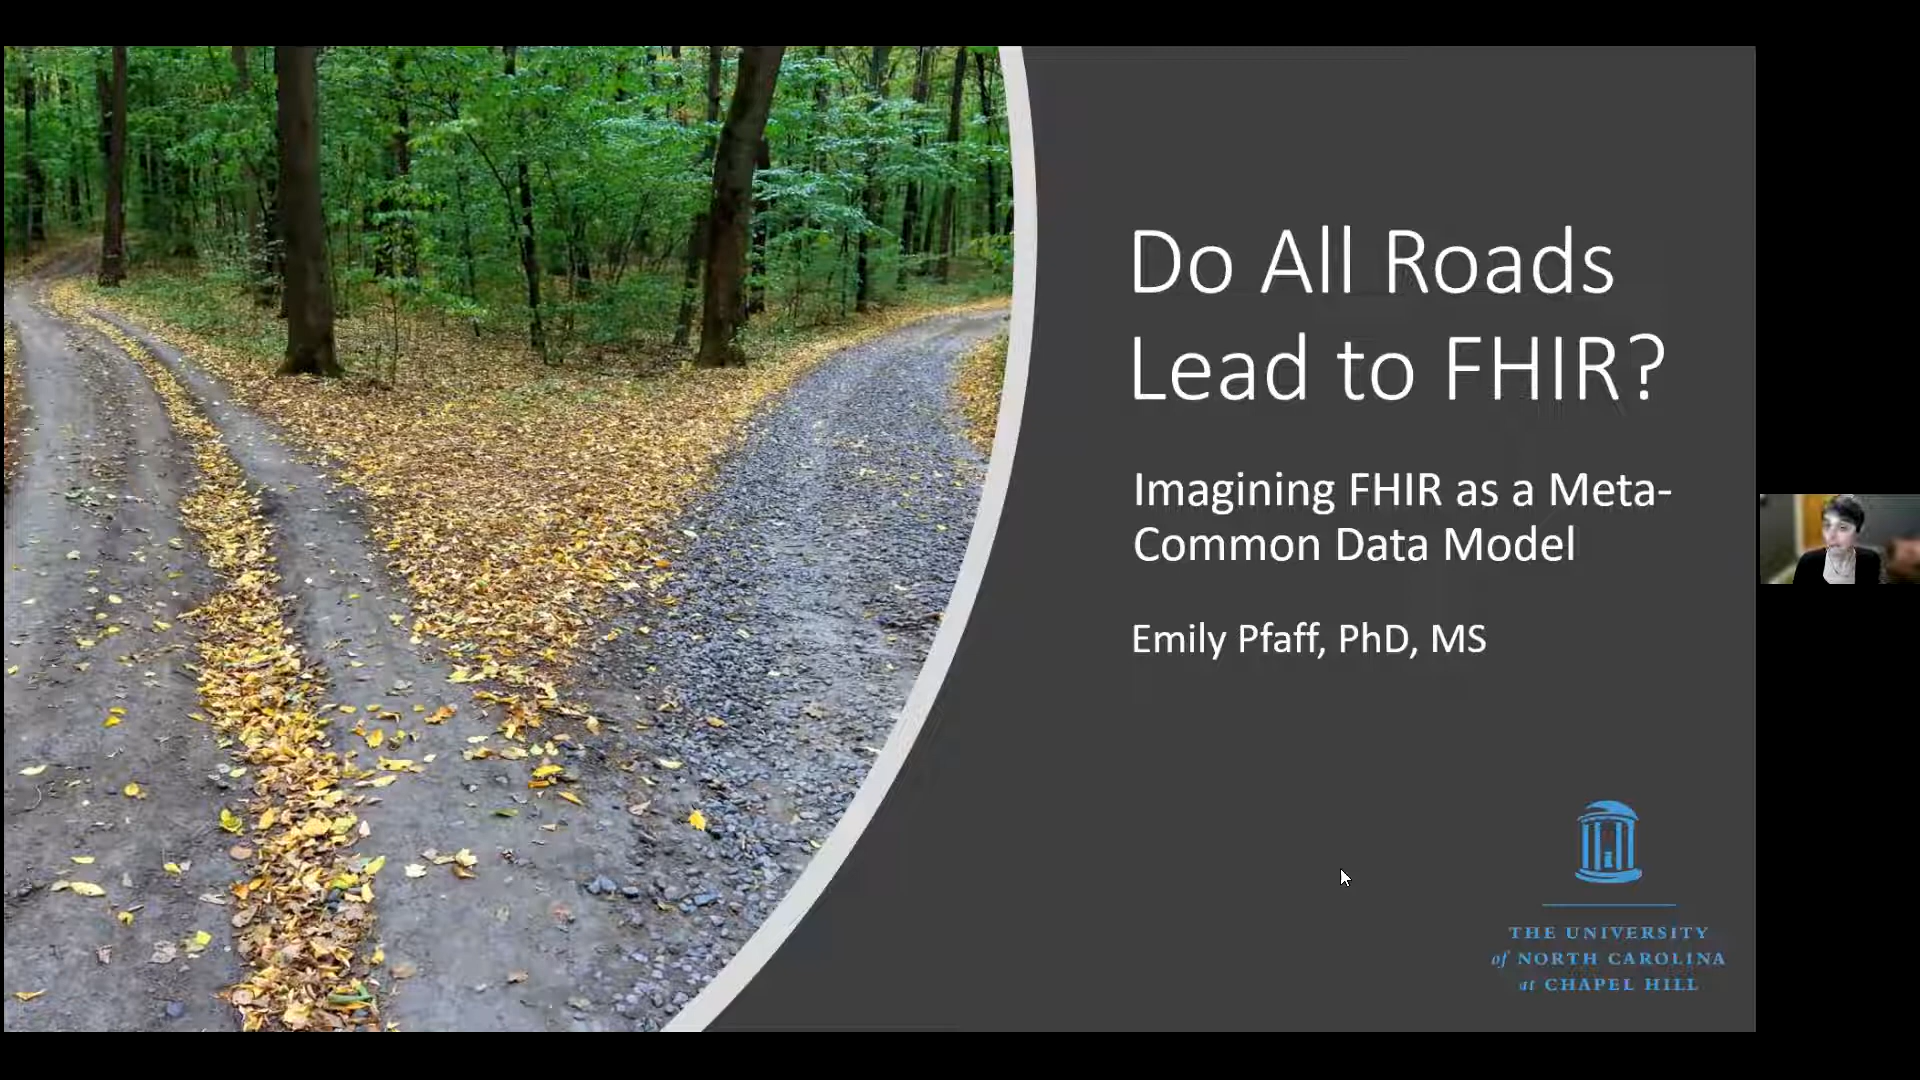 Do All Roads
Lead to FHIR?
Imagining FHIR as a Meta-
Common Data Model
Emily Pfaff, PhD, MS
THE UNIVERSITY
of NORTH CAROLINA
at CHAPEL HILL